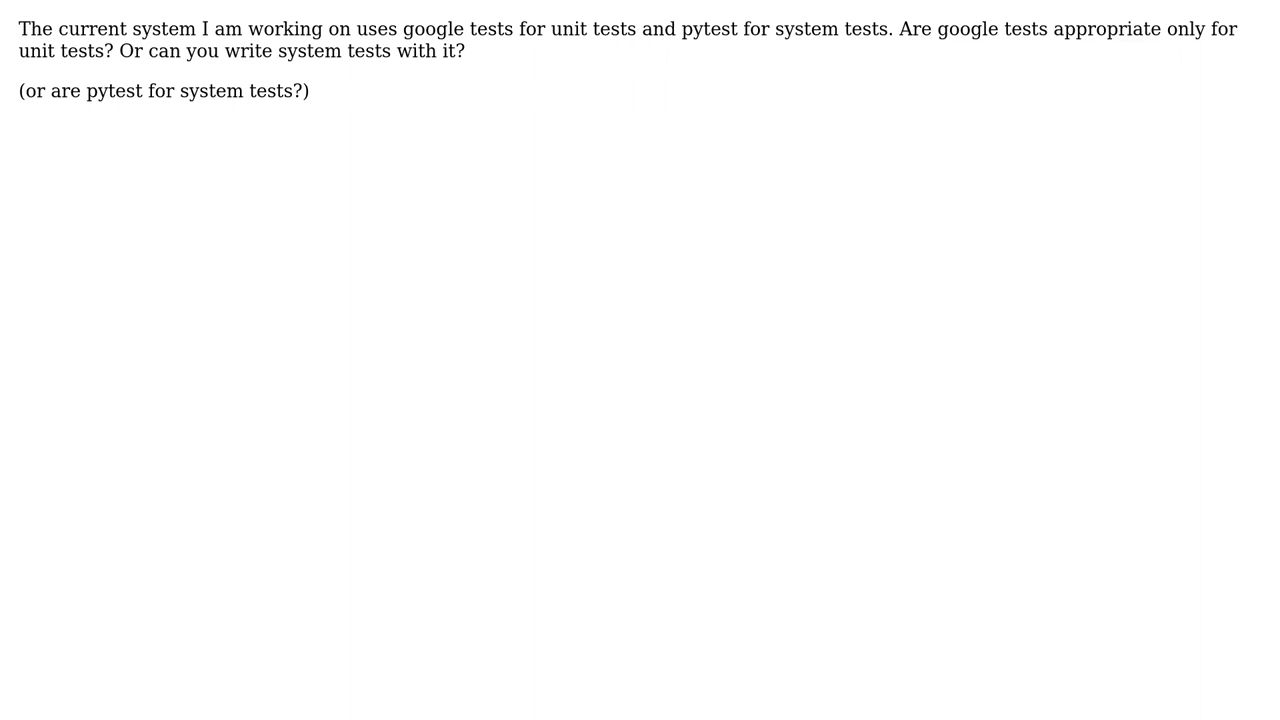 The current system I am working on uses google tests for unit tests and pytest for system tests. Are google tests appropriate only for
unit tests? Or can you write system tests with it?
(or are pytest for system tests?)